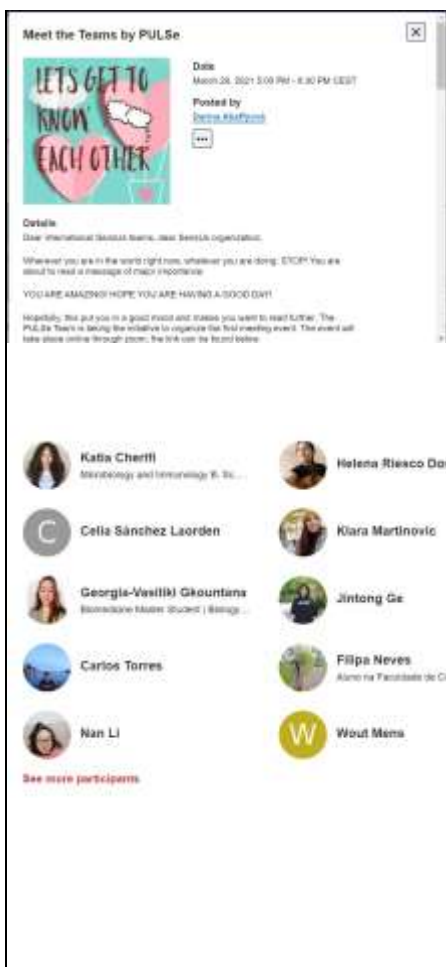 Meet the Teams by PULSe
LETS GET TO
KNOW
EACH OTHER
Date
March 28, 2021 5:00 PM - 6:30 PM CEST
Posted by
Details
Dear International Sensus teams, dear SensUs organization,
Wherever you are in the world right now, whatever you are doing: STOP! You are
about to read a message of major importance:
YOU ARE AMAZING! HOPE YOU ARE HAVING A GOOD DAY!
Hopefully, this put you in a good mood and makes you want to read further. The
PULSe Team is taking the initiative to organize the first meeting event. The event will
take place online through zoom, the link can be found below.
Katia Cherifi
Microbiology and Immunology B. Sc. ...
Helena Riesco Do
C
Celia Sánchez Laorden
Klara Martinovic
Georgia-Vasiliki Gkountana
Biomedicine Master Student | Biology ...
Jintong Ge
Carlos Torres
Filipa Neves
Aluno na Faculdade de C
Nan Li
W
Wout Mens
See more participants